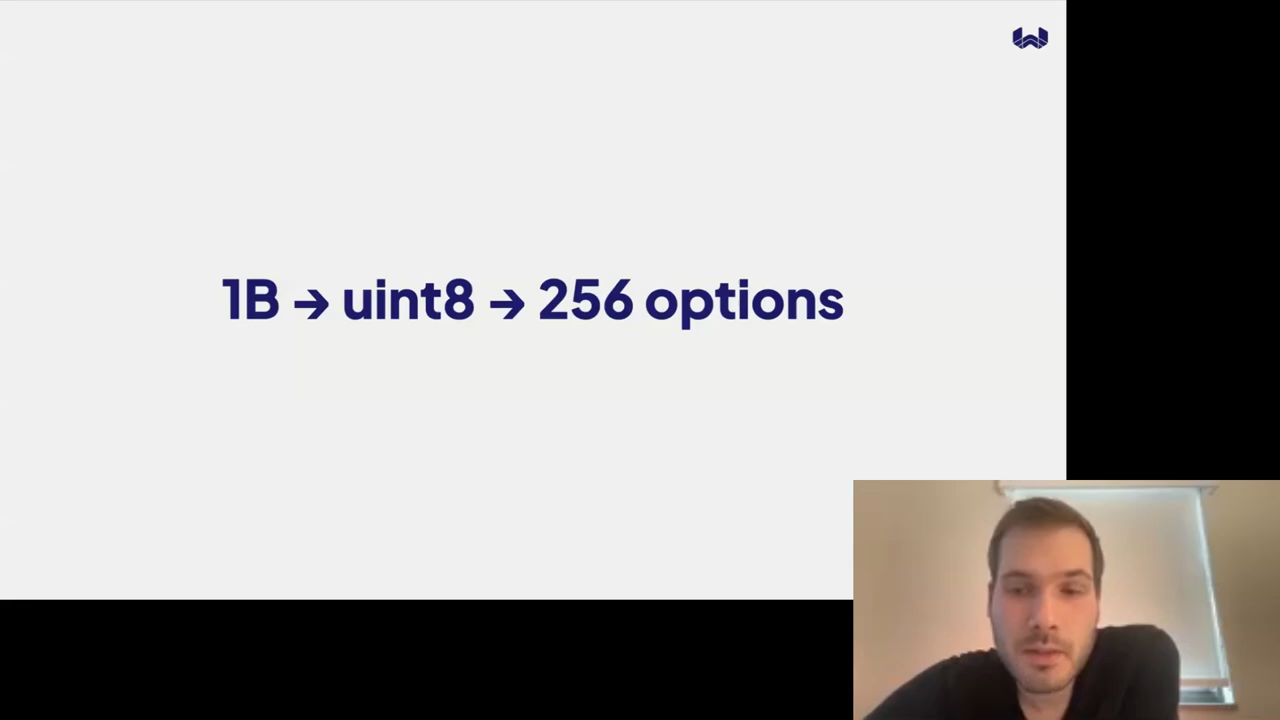 1B → uint8 → 256 options